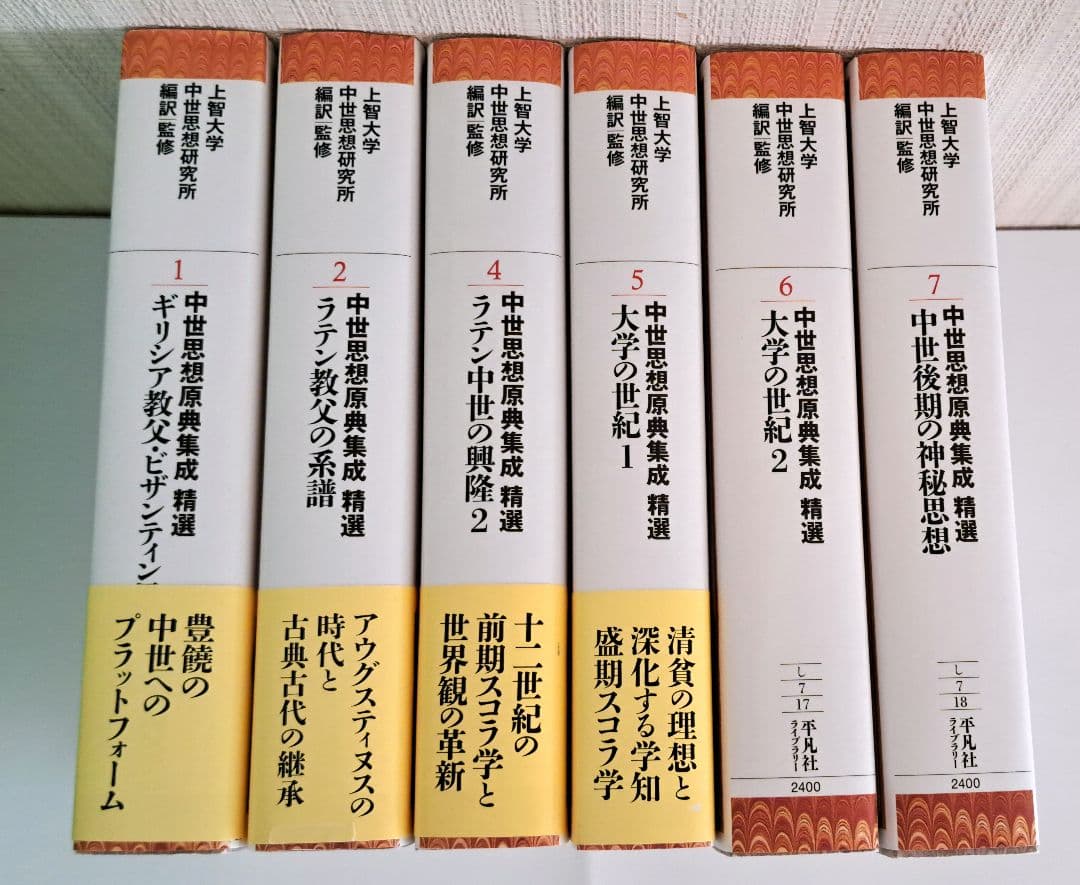 上智大学
中世思想研究所
編訳/監修
1
中世思想原典集成 精選
ギリシア教父・ビザンティン
豊饒の
中世への
プラットフォーム
上智大学
中世思想研究所
編訳/監修
2
中世思想原典集成 精選
ラテン教父の系譜
アウグスティヌスの
時代と
古典古代の継承
上智大学
中世思想研究所
編訳/監修
4
中世思想原典集成 精選
ラテン中世の興隆2
十二世紀の
前期スコラ学と
世界観の革新
上智大学
中世思想研究所
編訳/監修
5
中世思想原典集成 精選
大学の世紀1
清貧の理想と
深化する学知
盛期スコラ学
上智大学
中世思想研究所
編訳/監修
6
中世思想原典集成 精選
大学の世紀2
し
7
17
平凡社
ライブラリー
2400
上智大学
中世思想研究所
編訳/監修
7
中世思想原典集成 精選
中世後期の神秘思想
し
7
18
平凡社
ライブラリー
2400